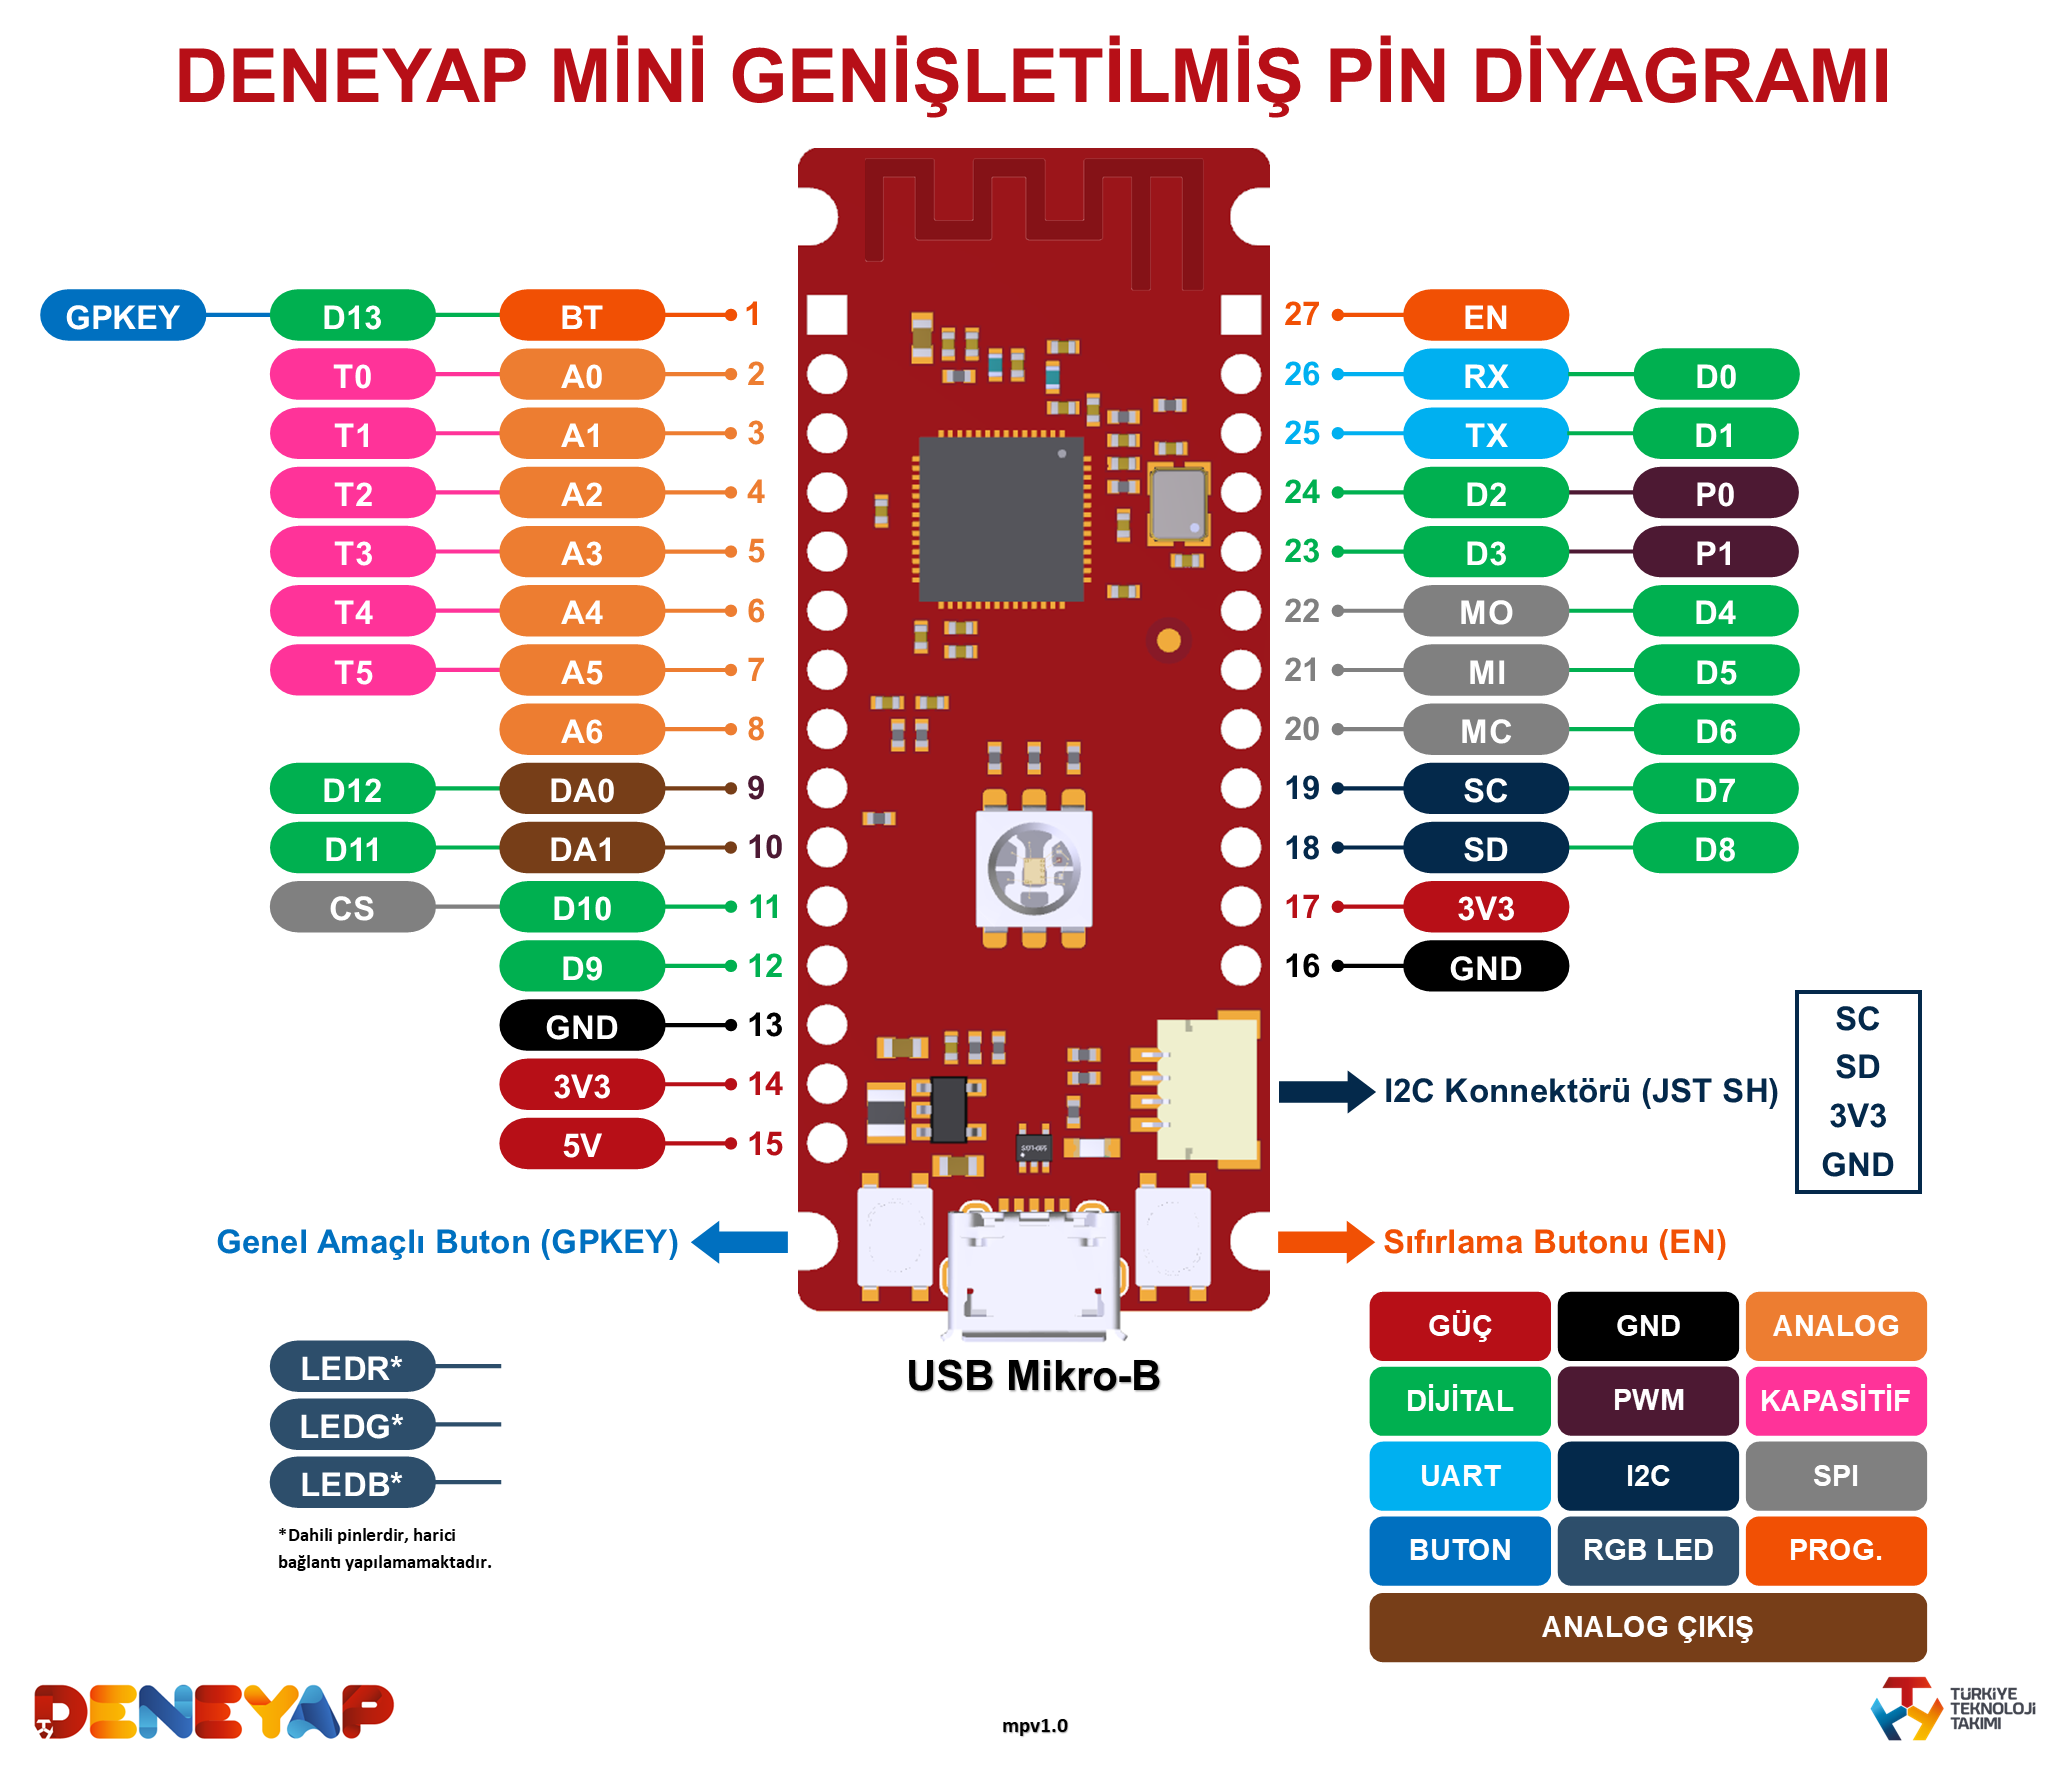 DENEYAP MİNİ GENİŞLETİLMİŞ PİN DİYAGRAMI
GPKEY D13 BT 1
T0 A0 2
T1 A1 3
T2 A2 4
T3 A3 5
T4 A4 6
T5 A5 7
A6 8
D12 DA0 9
D11 DA1 10
CS D10 11
D9 12
GND 13
3V3 14
5V 15
27 EN
26 RX D0
25 TX D1
24 D2 P0
23 D3 P1
22 MO D4
21 MI D5
20 MC D6
19 SC D7
18 SD D8
17 3V3
16 GND
I2C Konnektörü (JST SH)
SC
SD
3V3
GND
Genel Amaçlı Buton (GPKEY)
Sıfırlama Butonu (EN)
USB Mikro-B
LEDR*
LEDG*
LEDB*
*Dahili pinlerdir, harici
bağlantı yapılamamaktadır.
GÜÇ GND ANALOG
DİJİTAL PWM KAPASİTİF
UART I2C SPI
BUTON RGB LED PROG.
ANALOG ÇIKIŞ
DENEYAP
mpv1.0
TÜRKİYE
TEKNOLOJİ
TAKIMI